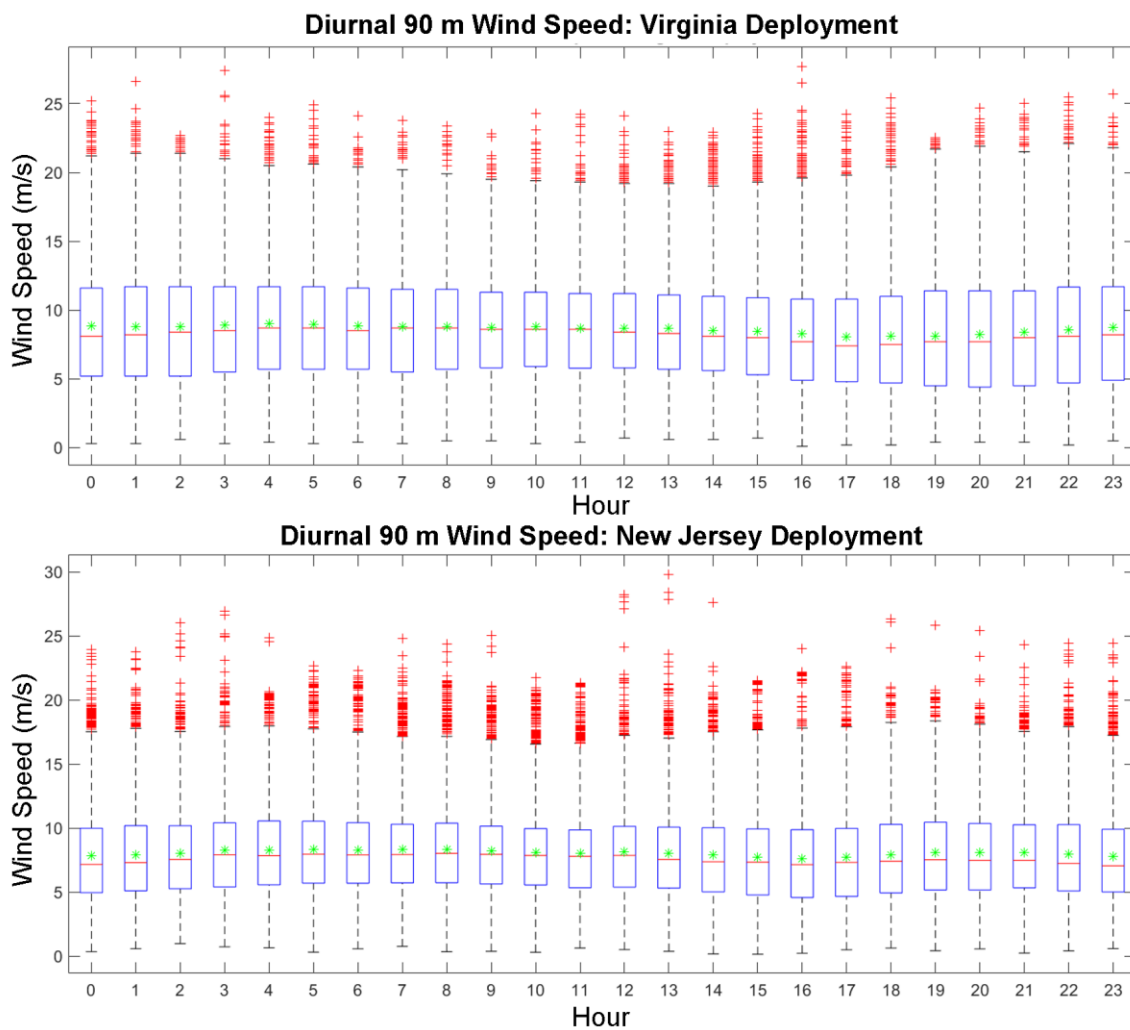 Diurnal 90 m Wind Speed: Virginia Deployment
Wind Speed (m/s)
25
20
15
10
5
0
0 1 2 3 4 5 6 7 8 9 10 11 12 13 14 15 16 17 18 19 20 21 22 23
Hour
Diurnal 90 m Wind Speed: New Jersey Deployment
Wind Speed (m/s)
30
25
20
15
10
5
0
0 1 2 3 4 5 6 7 8 9 10 11 12 13 14 15 16 17 18 19 20 21 22 23
Hour